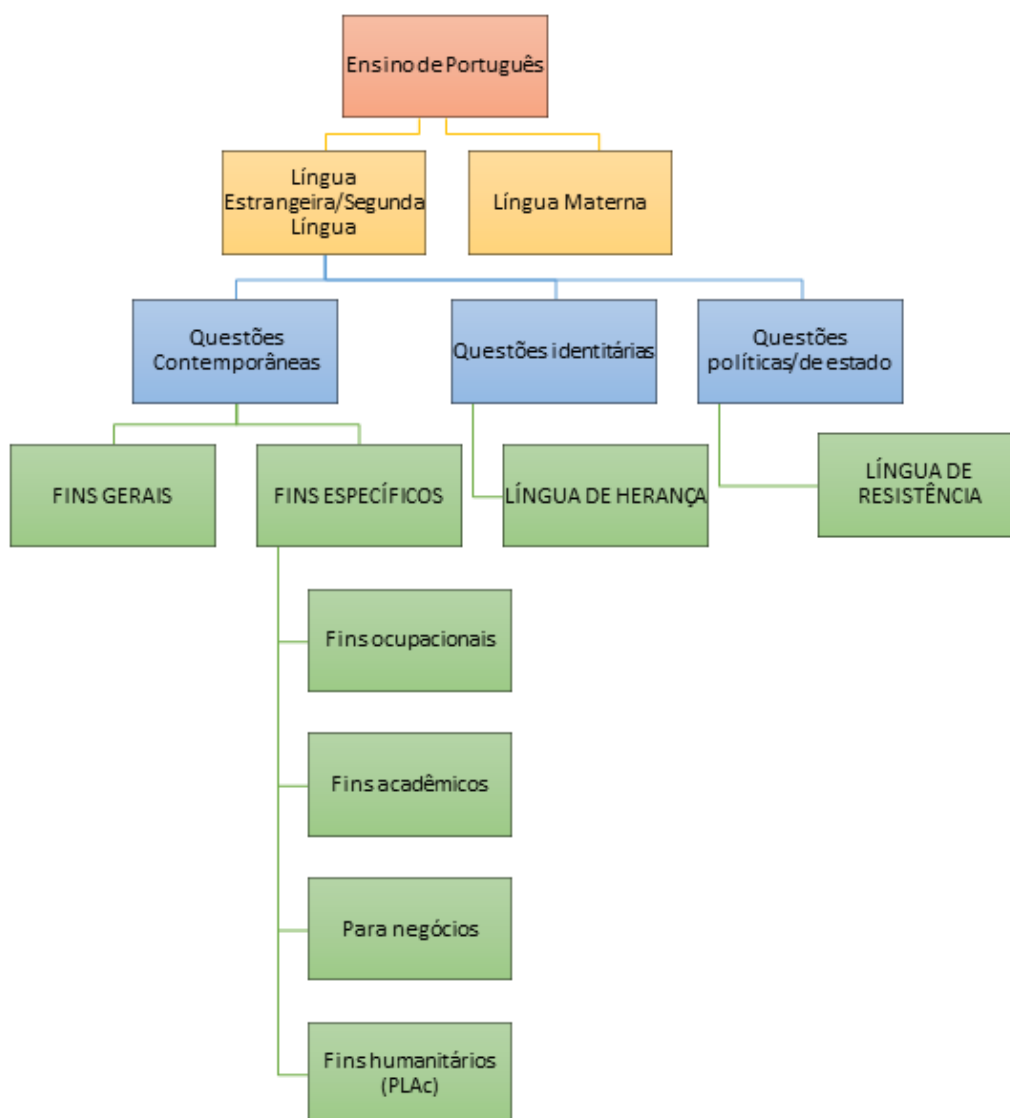 Ensino de Português
Língua
Estrangeira/Segunda
Língua
Língua Materna
Questões
Contemporâneas
Questões identitárias
Questões
políticas/de estado
FINS GERAIS
FINS ESPECÍFICOS
LÍNGUA DE HERANÇA
LÍNGUA DE
RESISTÊNCIA
Fins ocupacionais
Fins acadêmicos
Para negócios
Fins humanitários
(PLAc)